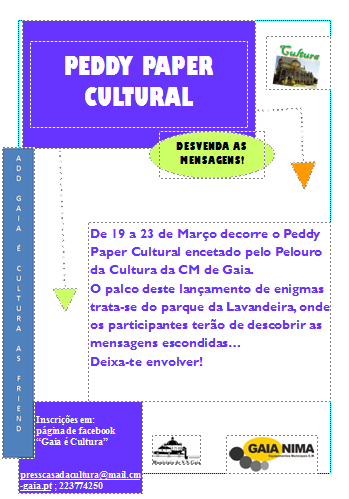 PEDDY PAPER
CULTURAL
Cultura
DESVENDA AS
MENSAGENS!
ADD GAIA É CULTURA AS FRIEND
De 19 a 23 de Março decorre o Peddy
Paper Cultural encetado pelo Pelouro
da Cultura da CM de Gaia.
O palco deste lançamento de enigmas
trata-se do parque da Lavandeira, onde
os participantes terão de descobrir as
mensagens escondidas...
Deixa-te envolver!
Inscrições em:
página de facebook
“Gaia é Cultura”
presscasadacultura@mail.cm
-gaia.pt ; 223774250
GAIANIMA